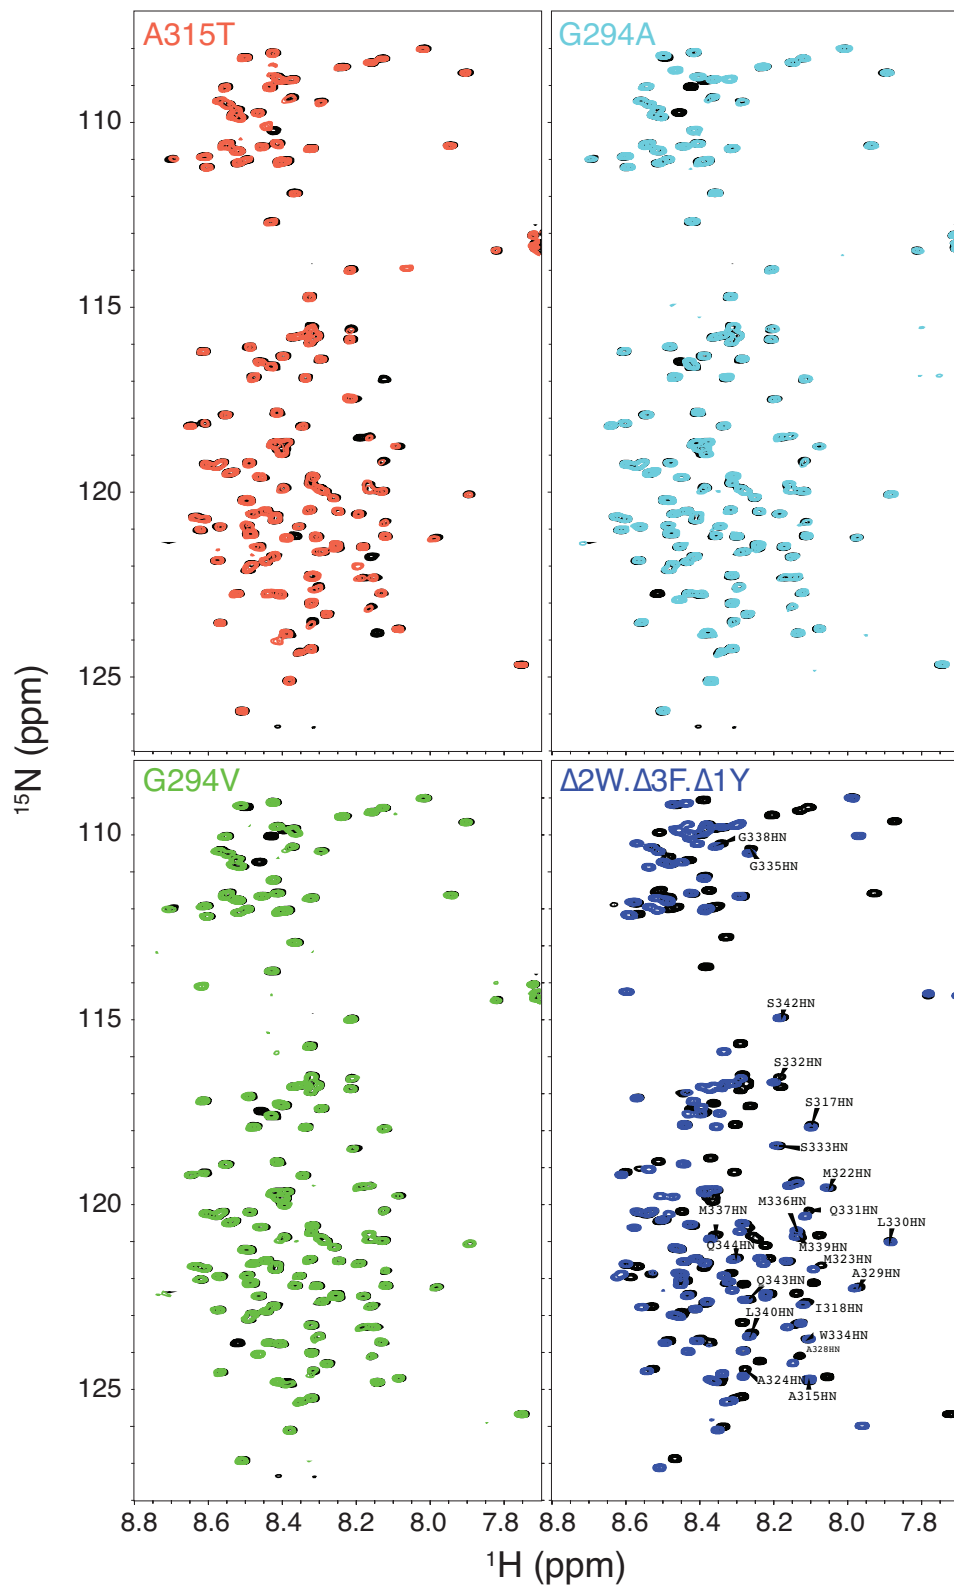 A315T
G294A
110
115
120
125
G294V
Δ2W.Δ3F.Δ1Y
110
G338HN
G335HN
115
S342HN
S332HN
S317HN
S333HN
M322HN
120
M336HN
Q331HN
M337HN
L330HN
Q344HN
M339HN
M323HN
A329HN
Q343HN
I318HN
L340HN
W334HN
A328HN
125
A324HN
A315HN
8.8 8.6 8.4 8.2 8.0 7.8
8.8 8.6 8.4 8.2 8.0 7.8
15N (ppm)
1H (ppm)